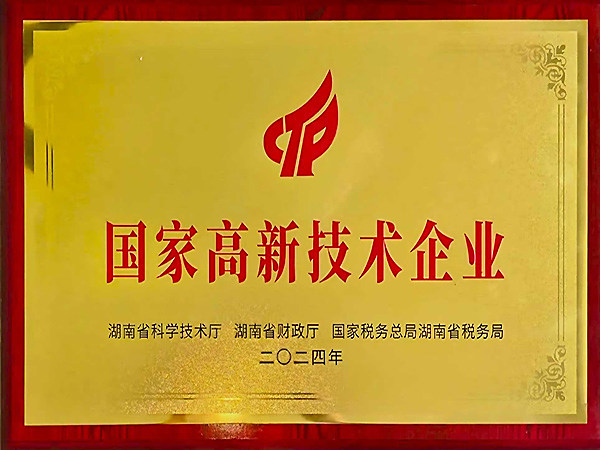 CTP
国家高新技术企业
湖南省科学技术厅 湖南省财政厅 国家税务总局湖南省税务局
二〇二四年